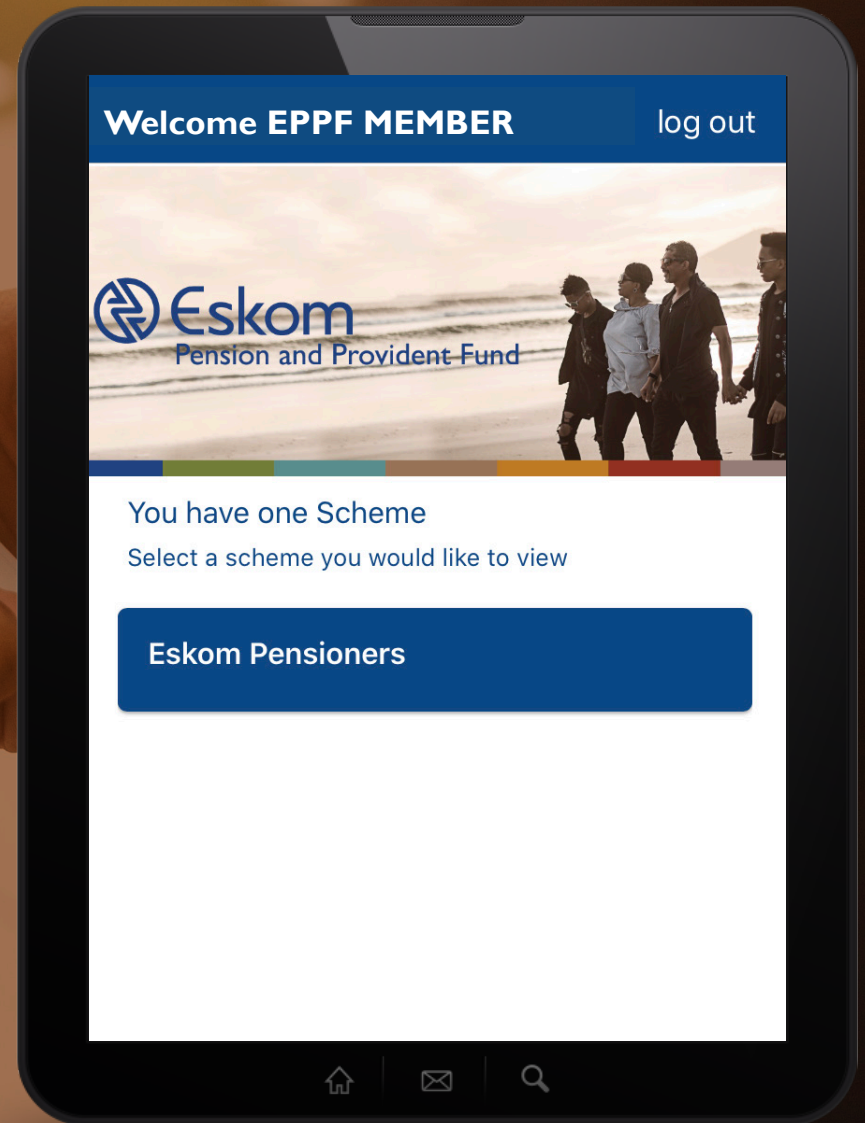 Welcome EPPF MEMBER
log out
Eskom
Pension and Provident Fund
You have one Scheme
Select a scheme you would like to view
Eskom Pensioners